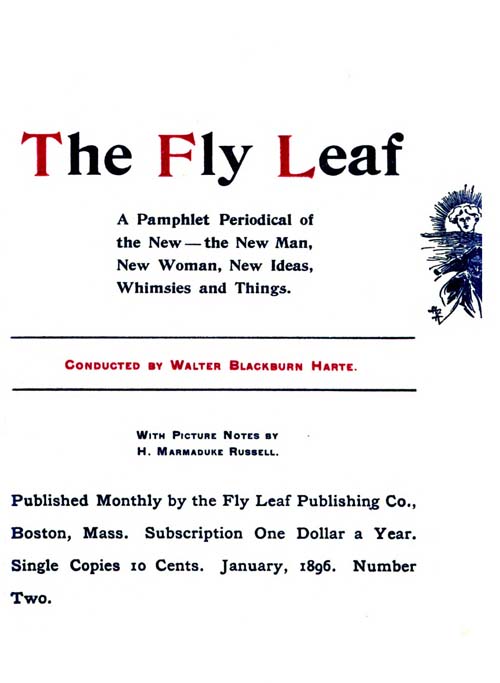 The Fly Leaf
A Pamphlet Periodical of
the New — the New Man,
New Woman, New Ideas,
Whimsies and Things.
Conducted by Walter Blackburn Harte.
With Picture Notes by
H. Marmaduke Russell.
Published Monthly by the Fly Leaf Publishing Co.,
Boston, Mass. Subscription One Dollar a Year.
Single Copies 10 Cents. January, 1896. Number
Two.